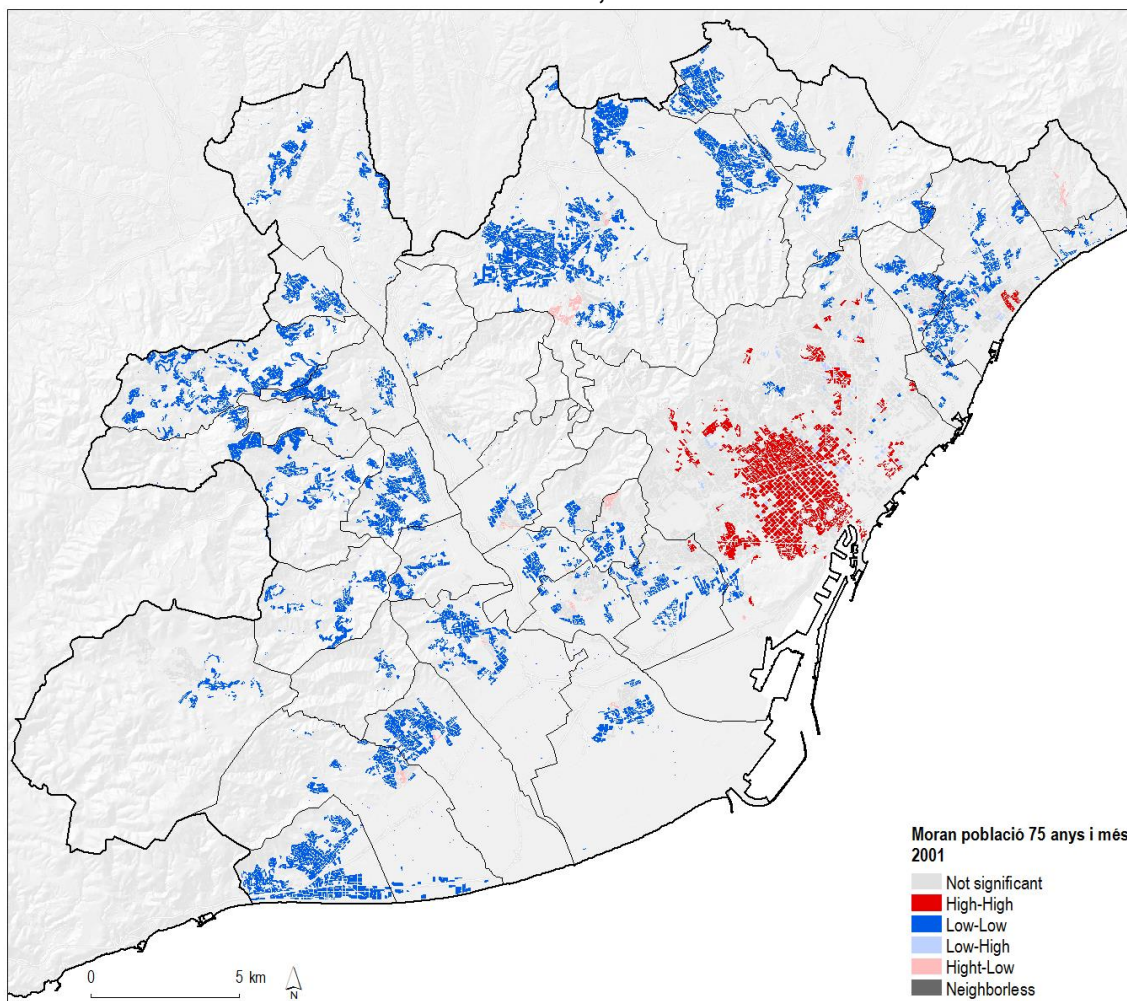 Moran població 75 anys i més
2001
Not significant
High-High
Low-Low
Low-High
Hight-Low
Neighborless
0 5 km
N